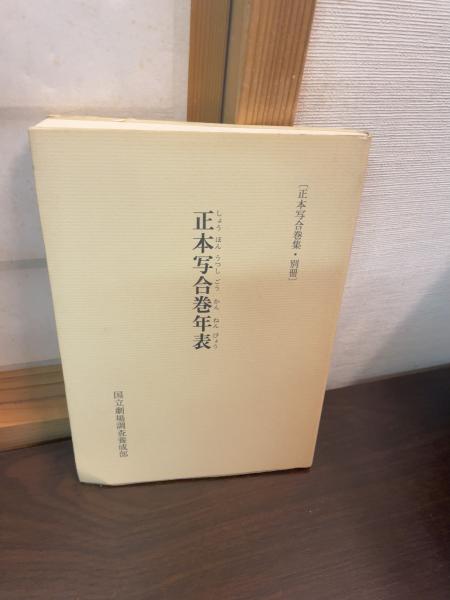 [正本写合巻集・別冊]
正本写合巻年表
しょうほんうつしごうかんねんぴょう
国立劇場調査養成部